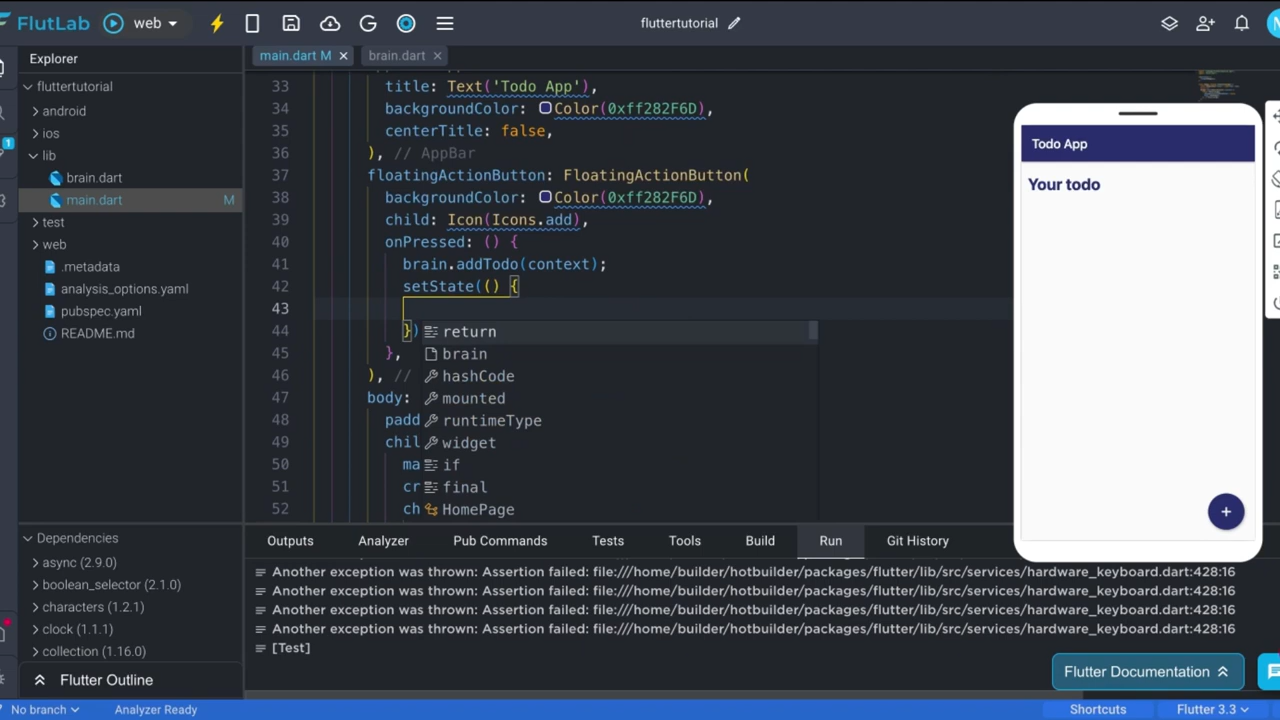 FlutLab
web
fluttertutorial
N
Explorer
main.dart M
brain.dart
fluttertutorial
android
ios
lib
brain.dart
main.dart M
test
web
.metadata
analysis_options.yaml
pubspec.yaml
README.md
1
33 title: Text('Todo App'),
34 backgroundColor: Color(0xff282F6D),
35 centerTitle: false,
36 ), // AppBar
37 floatingActionButton: FloatingActionButton(
38 backgroundColor: Color(0xff282F6D),
39 child: Icon(Icons.add),
40 onPressed: () {
41 brain.addTodo(context);
42 setState(() {
43
44 })
45 },
46 ), //
47 body:
48 padd
49 chil
50 ma
51 cr
52 ch
return
brain
hashCode
mounted
runtimeType
widget
if
final
HomePage
Todo App
Your todo
+
Dependencies
async (2.9.0)
boolean_selector (2.1.0)
characters (1.2.1)
clock (1.1.1)
collection (1.16.0)
Flutter Outline
Outputs Analyzer Pub Commands Tests Tools Build Run Git History
Another exception was thrown: Assertion failed: file:///home/builder/hotbuilder/packages/flutter/lib/src/services/hardware_keyboard.dart:428:16
Another exception was thrown: Assertion failed: file:///home/builder/hotbuilder/packages/flutter/lib/src/services/hardware_keyboard.dart:428:16
Another exception was thrown: Assertion failed: file:///home/builder/hotbuilder/packages/flutter/lib/src/services/hardware_keyboard.dart:428:16
Another exception was thrown: Assertion failed: file:///home/builder/hotbuilder/packages/flutter/lib/src/services/hardware_keyboard.dart:428:16
[Test]
Flutter Documentation
No branch
Analyzer Ready
Shortcuts
Flutter 3.3